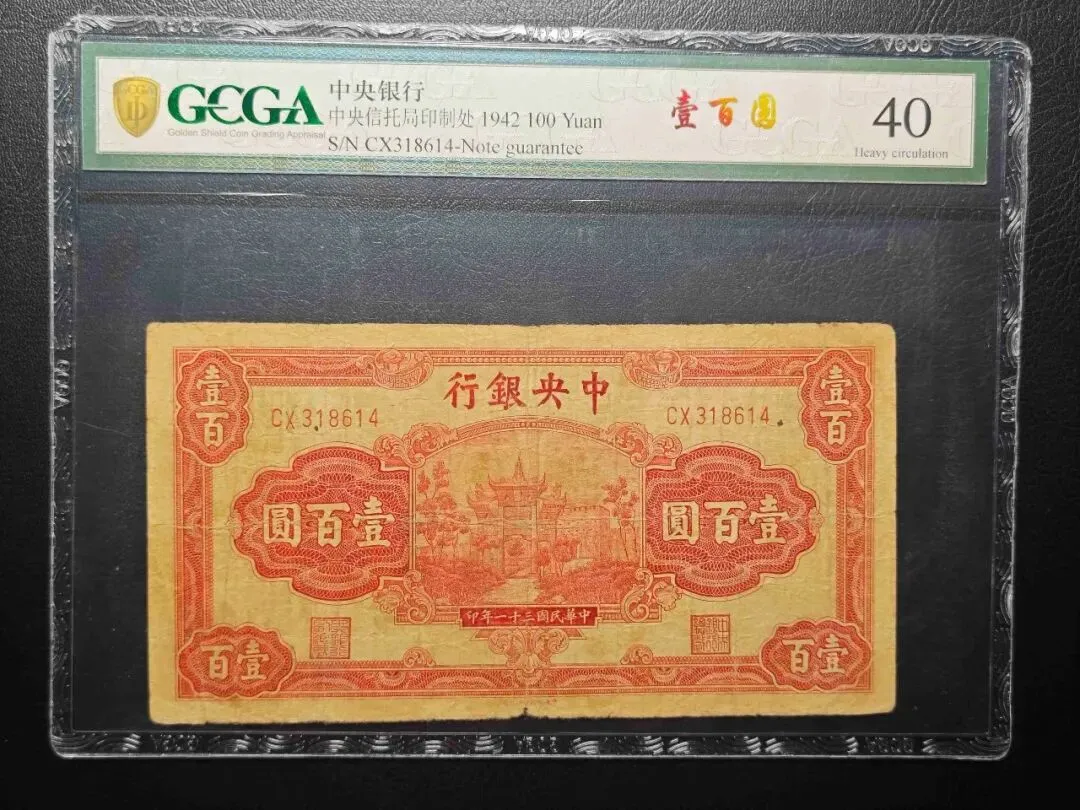 GCGA
Golden Shield Coin Grading Appraisal
中央银行
中央信托局印制处 1942 100 Yuan
S/N CX318614-Note guarantee
壹百圆
40
Heavy circulation
行銀央中
壹百
壹百
CX318614
CX318614
圓百壹
圓百壹
印年一十三國民華中
百壹
百壹